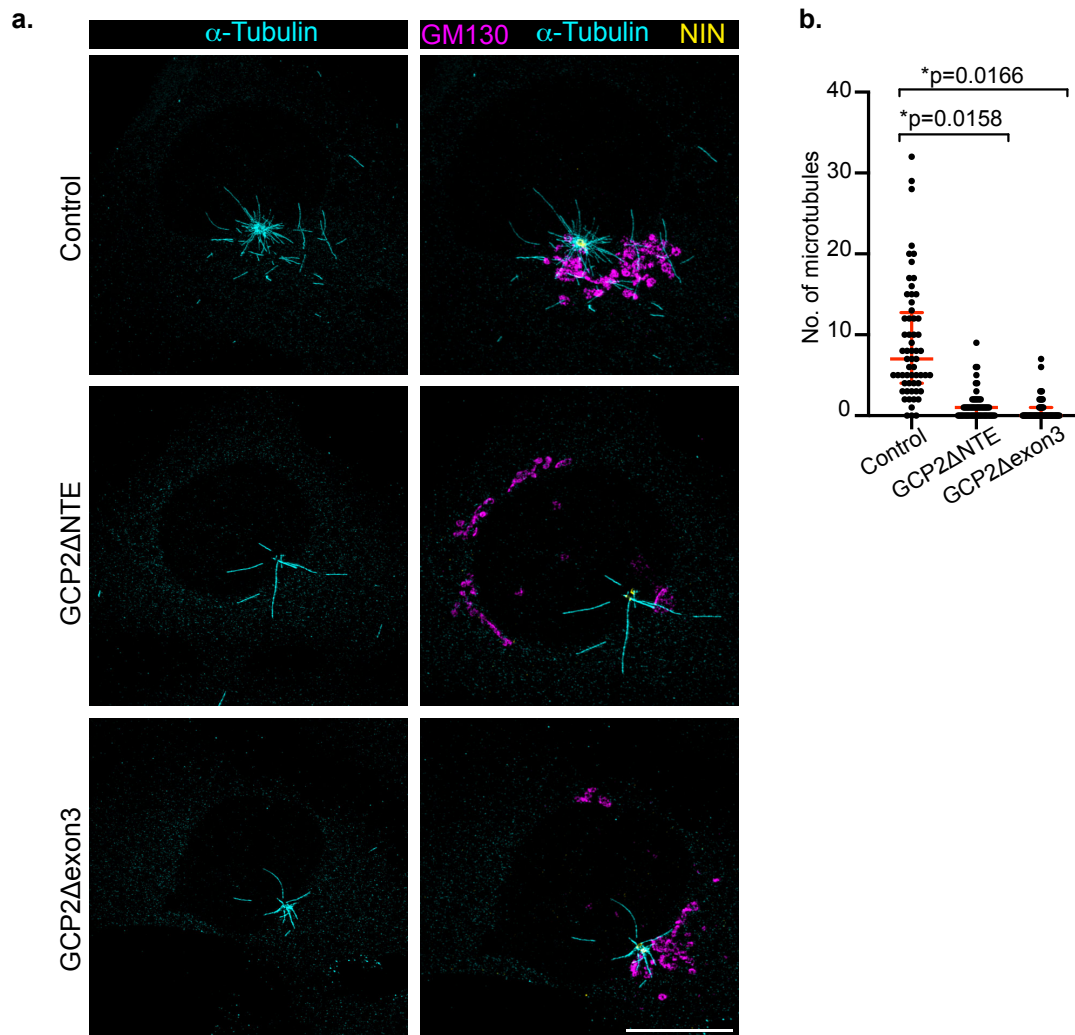 a.
α-Tubulin
GM130 α-Tubulin NIN
Control
GCP2ΔNTE
GCP2Δexon3
b.
*p=0.0166
*p=0.0158
No. of microtubules
40
30
20
10
0
Control
GCP2ΔNTE
GCP2Δexon3